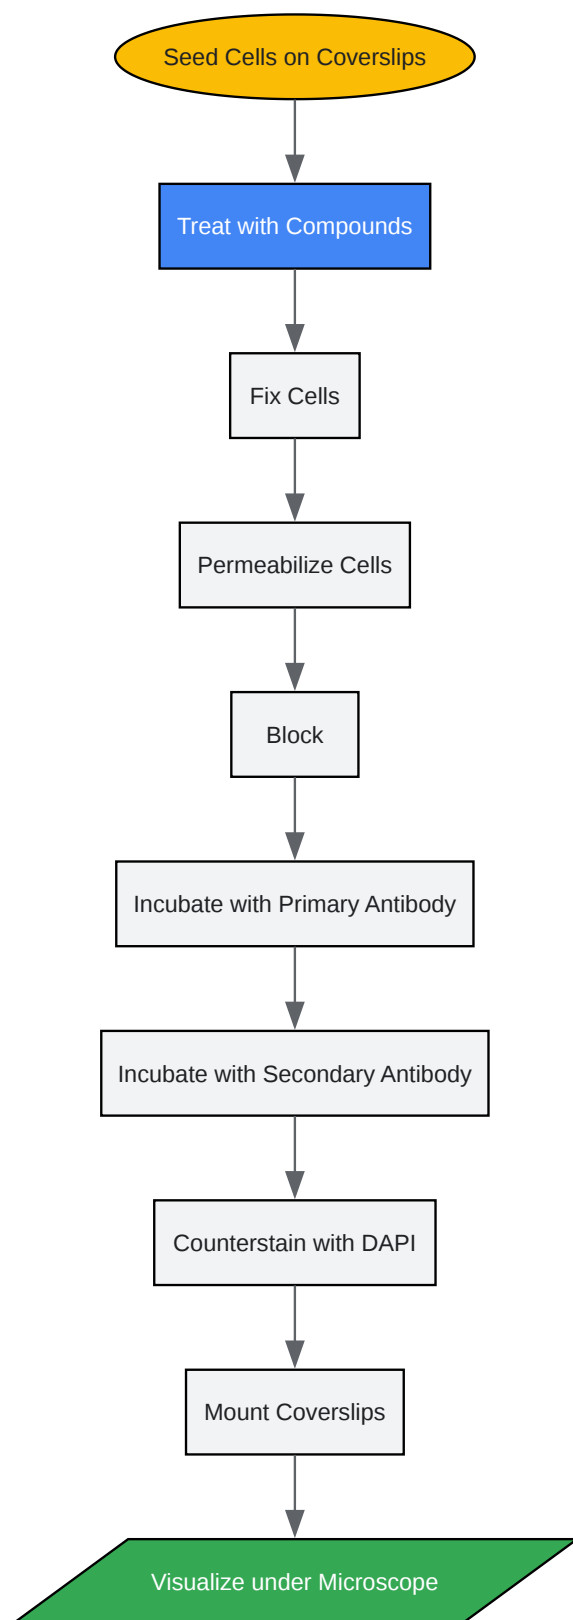 Seed Cells on Coverslips
Treat with Compounds
Fix Cells
Permeabilize Cells
Block
Incubate with Primary Antibody
Incubate with Secondary Antibody
Counterstain with DAPI
Mount Coverslips
Visualize under Microscope